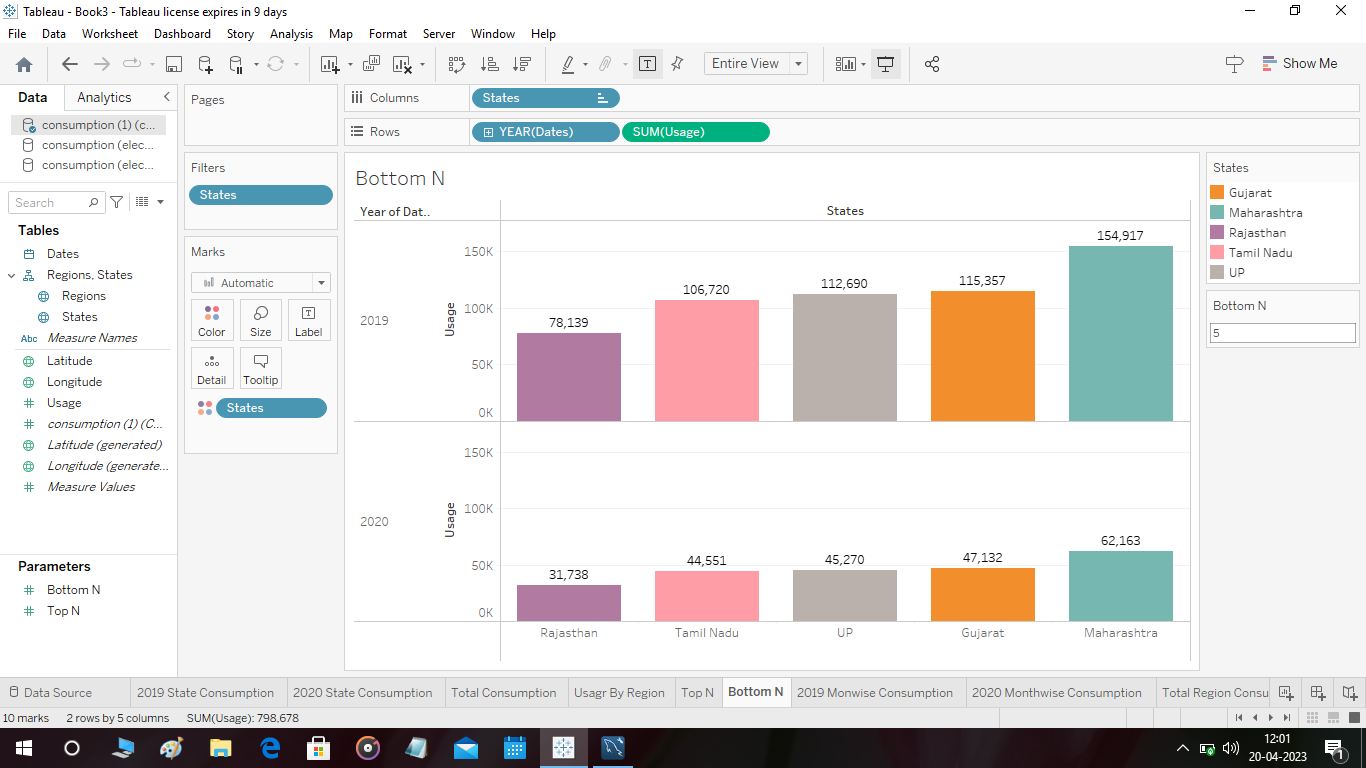 Tableau - Book3 - Tableau license expires in 9 days
File Data Worksheet Dashboard Story Analysis Map Format Server Window Help
Entire View
Show Me
Data Analytics
consumption (1) (c...
consumption (elec...
consumption (elec...
Search
Tables
Dates
Regions, States
Regions
States
Abc Measure Names
Latitude
Longitude
Usage
consumption (1) (C...
Latitude (generated)
Longitude (generate...
Measure Values
Parameters
Bottom N
Top N
Pages
Filters
States
Marks
Automatic
Color Size Label
Detail Tooltip
States
Columns States
Rows YEAR(Dates) SUM(Usage)
Bottom N
Year of Dat.. States
2019
Usage
150K
100K
50K
0K
78,139 106,720 112,690 115,357 154,917
2020
Usage
150K
100K
50K
0K
31,738 44,551 45,270 47,132 62,163
Rajasthan Tamil Nadu UP Gujarat Maharashtra
States
Gujarat
Maharashtra
Rajasthan
Tamil Nadu
UP
Bottom N
5
Data Source 2019 State Consumption 2020 State Consumption Total Consumption Usagr By Region Top N Bottom N 2019 Monwise Consumption 2020 Monthwise Consumption Total Region Consu
10 marks 2 rows by 5 columns SUM(Usage): 798,678
12:01
20-04-2023
1